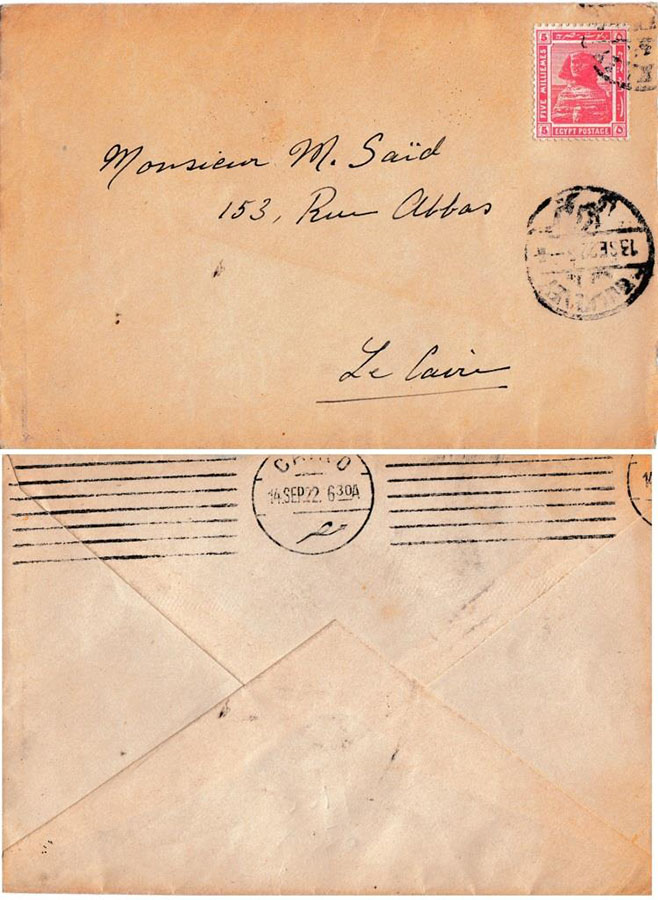 FIVE MILLIEMES
EGYPT POSTAGE
Monsieur M. Saïd
153, Rue Abbas
13 SE 22
Le Caire
CAIRO
14.SEP.22. 6 30A
14